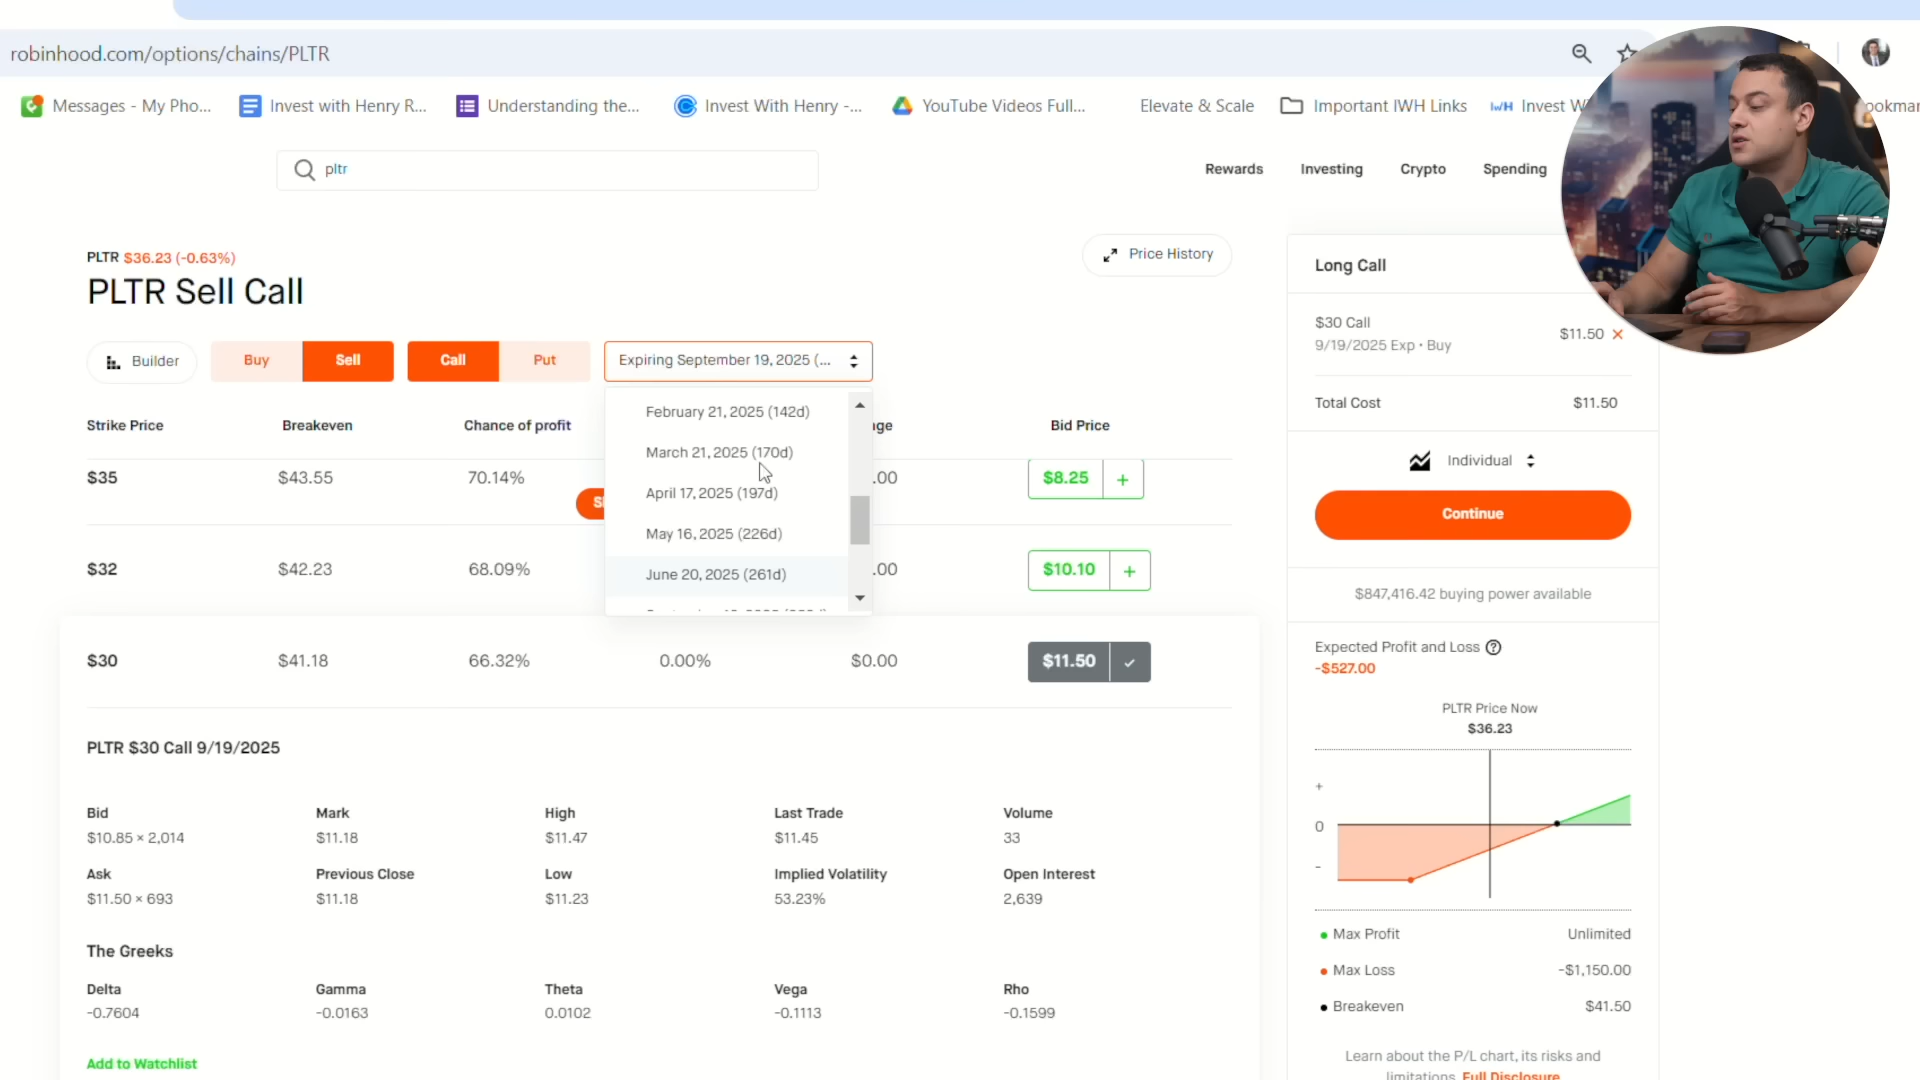 robinhood.com/options/chains/PLTR
Messages - My Pho...
Invest with Henry R...
Understanding the...
Invest With Henry -...
YouTube Videos Full...
Elevate & Scale
Important IWH Links
IWH Invest W
pltr
Rewards Investing Crypto Spending
PLTR $36.23 (-0.63%)
PLTR Sell Call
Price History
Builder Buy Sell Call Put Expiring September 19, 2025 (...
February 21, 2025 (142d)
March 21, 2025 (170d)
April 17, 2025 (197d)
May 16, 2025 (226d)
June 20, 2025 (261d)
Strike Price Breakeven Chance of profit Bid Price
$35 $43.55 70.14% .00 $8.25 +
$32 $42.23 68.09% .00 $10.10 +
$30 $41.18 66.32% 0.00% $0.00 $11.50
PLTR $30 Call 9/19/2025
Bid Mark High Last Trade Volume
$10.85 × 2,014 $11.18 $11.47 $11.45 33
Ask Previous Close Low Implied Volatility Open Interest
$11.50 × 693 $11.18 $11.23 53.23% 2,639
The Greeks
Delta Gamma Theta Vega Rho
-0.7604 -0.0163 0.0102 -0.1113 -0.1599
Add to Watchlist
Long Call
$30 Call
9/19/2025 Exp • Buy
$11.50 ×
Total Cost $11.50
Individual
Continue
$847,416.42 buying power available
Expected Profit and Loss ?
-$527.00
PLTR Price Now
$36.23
+
0
-
Max Profit Unlimited
Max Loss -$1,150.00
Breakeven $41.50
Learn about the P/L chart, its risks and
limitations. Full Disclosure